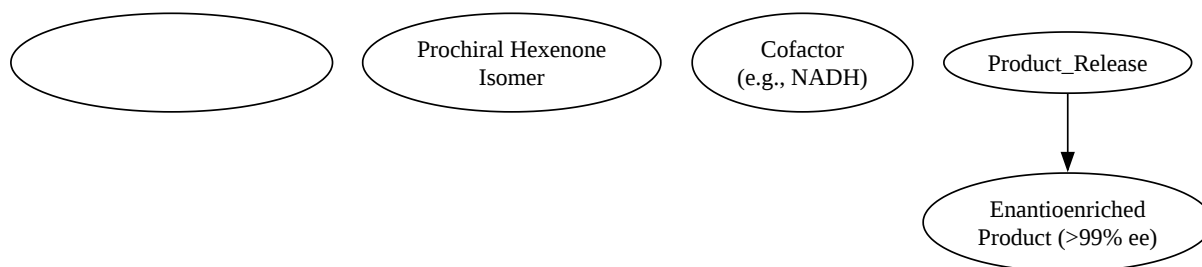 Prochiral Hexenone
Isomer
Cofactor
(e.g., NADH)
Product_Release
Enantioenriched
Product (>99% ee)